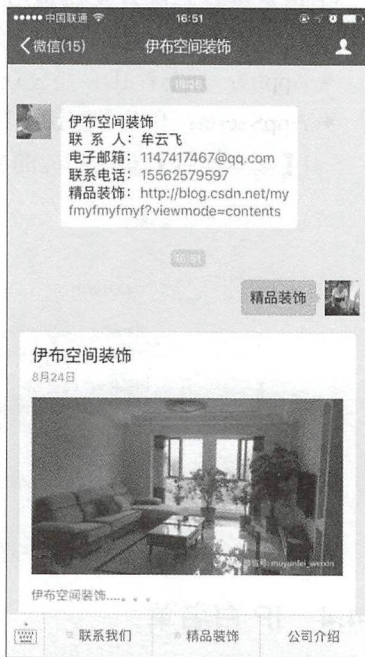 中国联通 16:51
微信(15) 伊布空间装饰
伊布空间装饰
联 系 人：牟云飞
电子邮箱：1147417467@qq.com
联系电话：15562579597
精品装饰：http://blog.csdn.net/my
fmyfmyfmyf?viewmode=contents
16:51
精品装饰
伊布空间装饰
8月24日
微信号: muyunfei_weixin
伊布空间装饰....。。。
联系我们 精品装饰 公司介绍